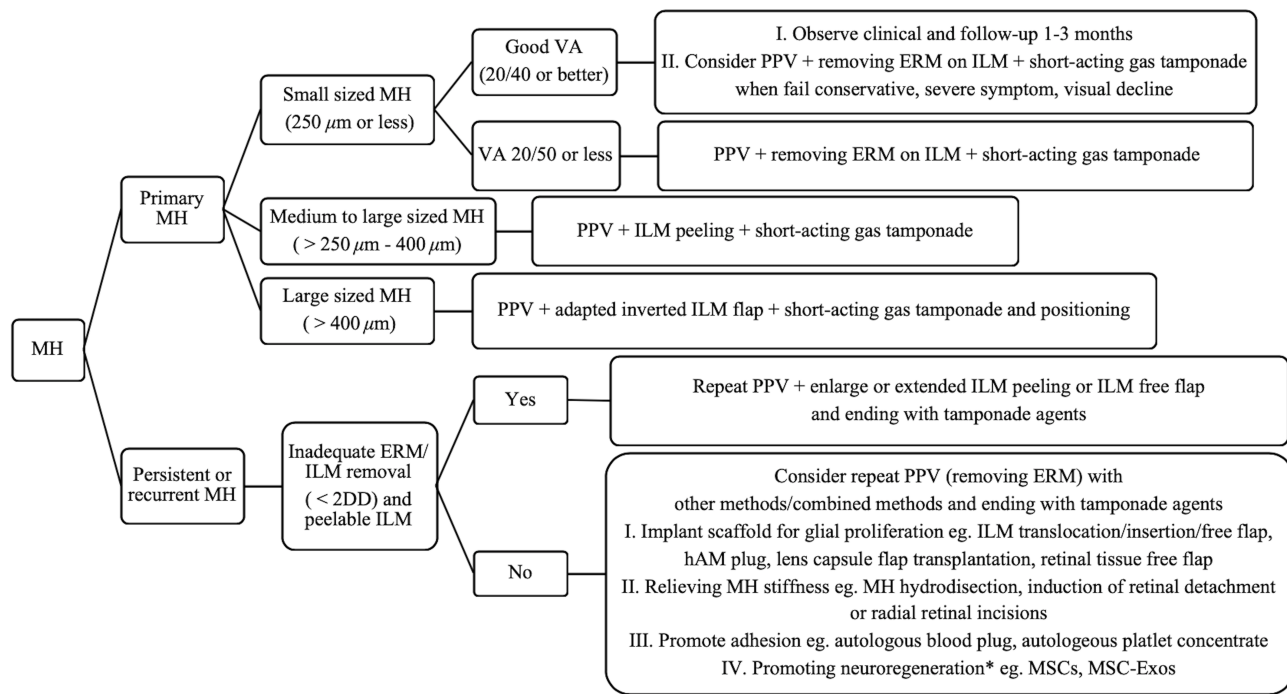 MH
Primary
MH
Small sized MH
(250 μm or less)
Good VA
(20/40 or better)
I. Observe clinical and follow-up 1-3 months
II. Consider PPV + removing ERM on ILM + short-acting gas tamponade
when fail conservative, severe symptom, visual decline
VA 20/50 or less
PPV + removing ERM on ILM + short-acting gas tamponade
Medium to large sized MH
( > 250 μm - 400 μm)
PPV + ILM peeling + short-acting gas tamponade
Large sized MH
( > 400 μm)
PPV + adapted inverted ILM flap + short-acting gas tamponade and positioning
Persistent or
recurrent MH
Inadequate ERM/
ILM removal
( < 2DD) and
peelable ILM
Yes
Repeat PPV + enlarge or extended ILM peeling or ILM free flap
and ending with tamponade agents
No
Consider repeat PPV (removing ERM) with
other methods/combined methods and ending with tamponade agents
I. Implant scaffold for glial proliferation eg. ILM translocation/insertion/free flap,
hAM plug, lens capsule flap transplantation, retinal tissue free flap
II. Relieving MH stiffness eg. MH hydrodisection, induction of retinal detachment
or radial retinal incisions
III. Promote adhesion eg. autologous blood plug, autologeous platlet concentrate
IV. Promoting neuroregeneration* eg. MSCs, MSC-Exos